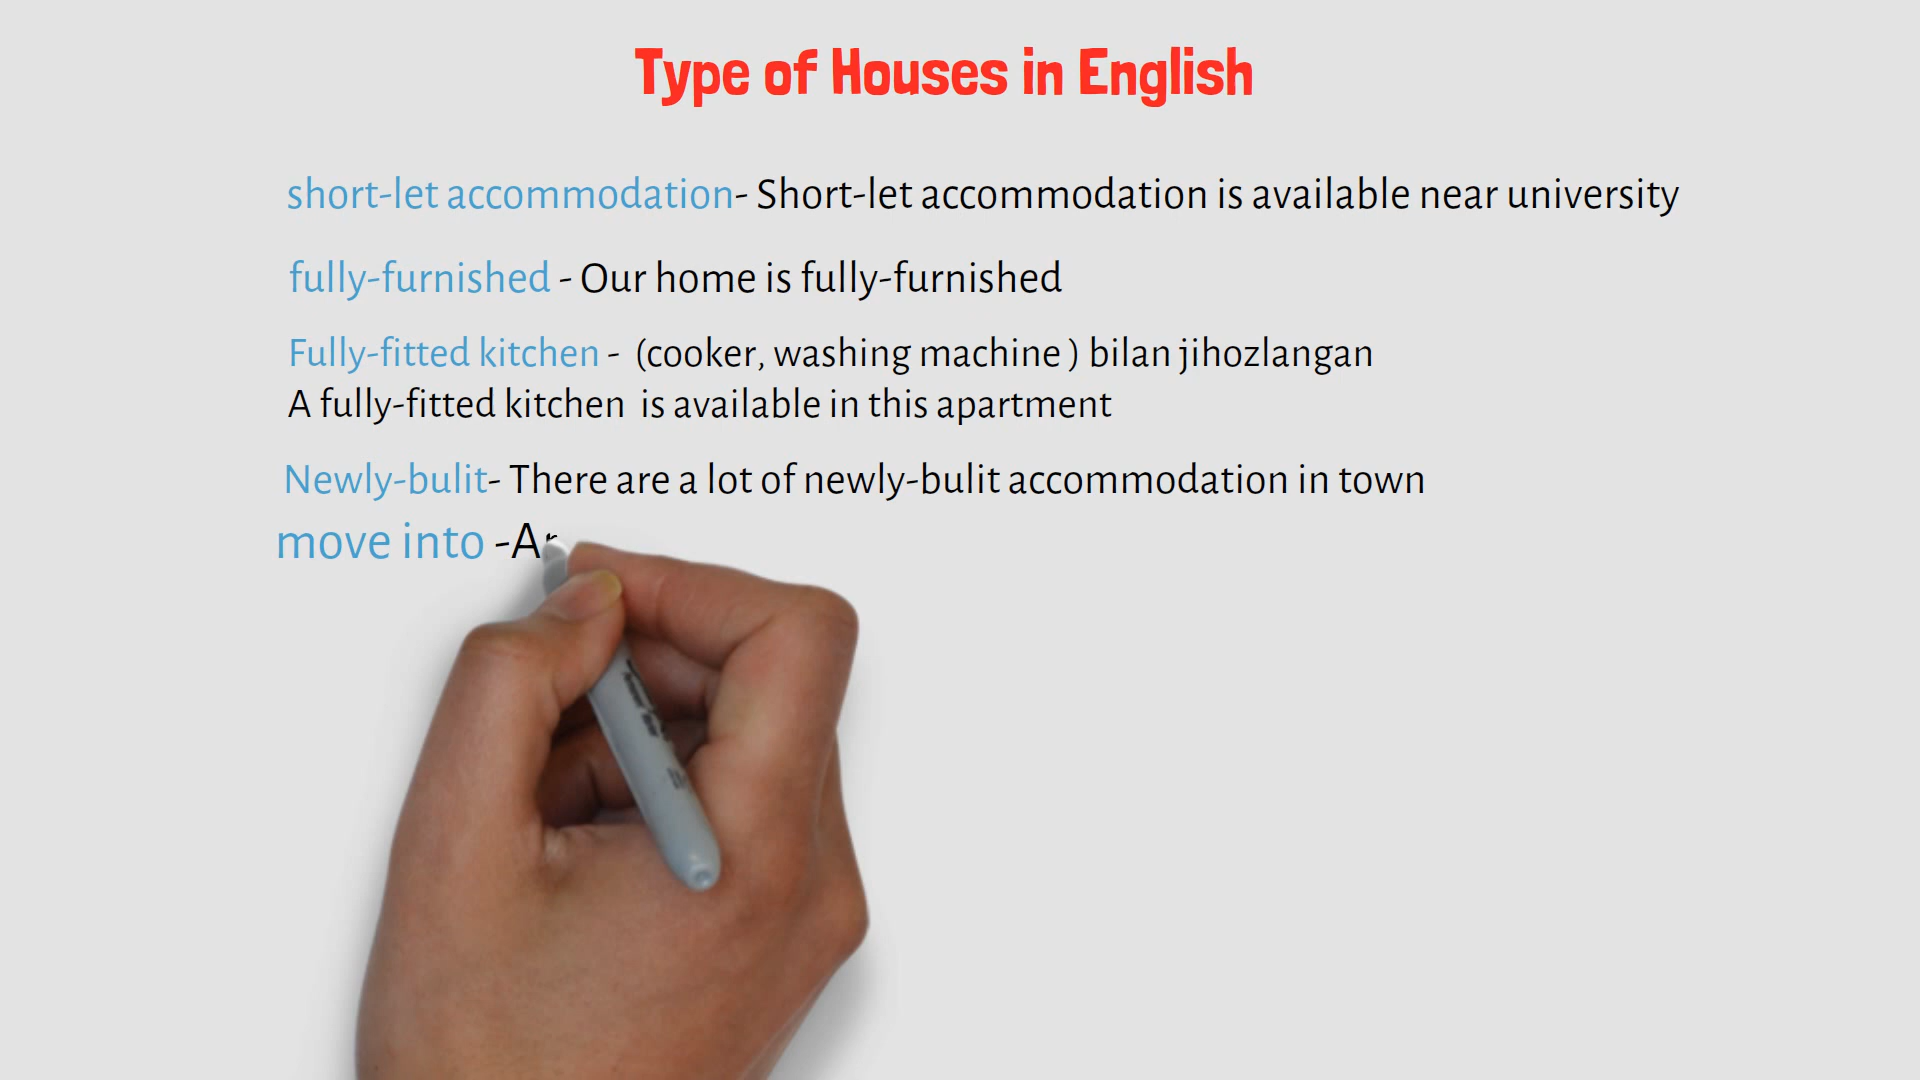 Type of Houses in English
short-let accommodation- Short-let accommodation is available near university
fully-furnished - Our home is fully-furnished
Fully-fitted kitchen - (cooker, washing machine ) bilan jihozlangan
A fully-fitted kitchen is available in this apartment
Newly-bulit- There are a lot of newly-bulit accommodation in town
move into -Ar